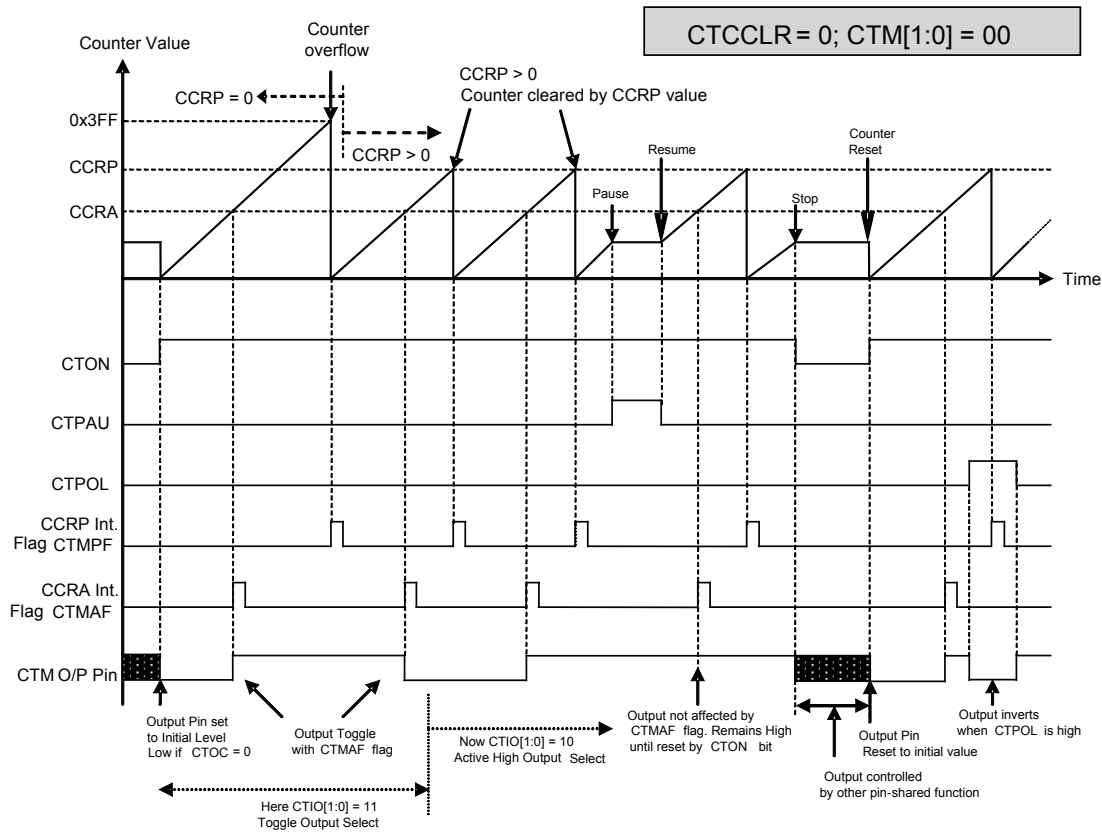 CTCCLR = 0; CTM[1:0] = 00
Counter Value
Counter
overflow
CCRP = 0
CCRP > 0
CCRP > 0
Counter cleared by CCRP value
0x3FF
CCRP
CCRA
Pause
Resume
Stop
Counter
Reset
Time
CTON
CTPAU
CTPOL
CCRP Int.
Flag CTMPF
CCRA Int.
Flag CTMAF
CTM O/P Pin
Output Pin set
to Initial Level
Low if CTOC = 0
Output Toggle
with CTMAF flag
Now CTIO[1:0] = 10
Active High Output Select
Output not affected by
CTMAF flag. Remains High
until reset by CTON bit
Output Pin
Reset to initial value
Output inverts
when CTPOL is high
Output controlled
by other pin-shared function
Here CTIO[1:0] = 11
Toggle Output Select